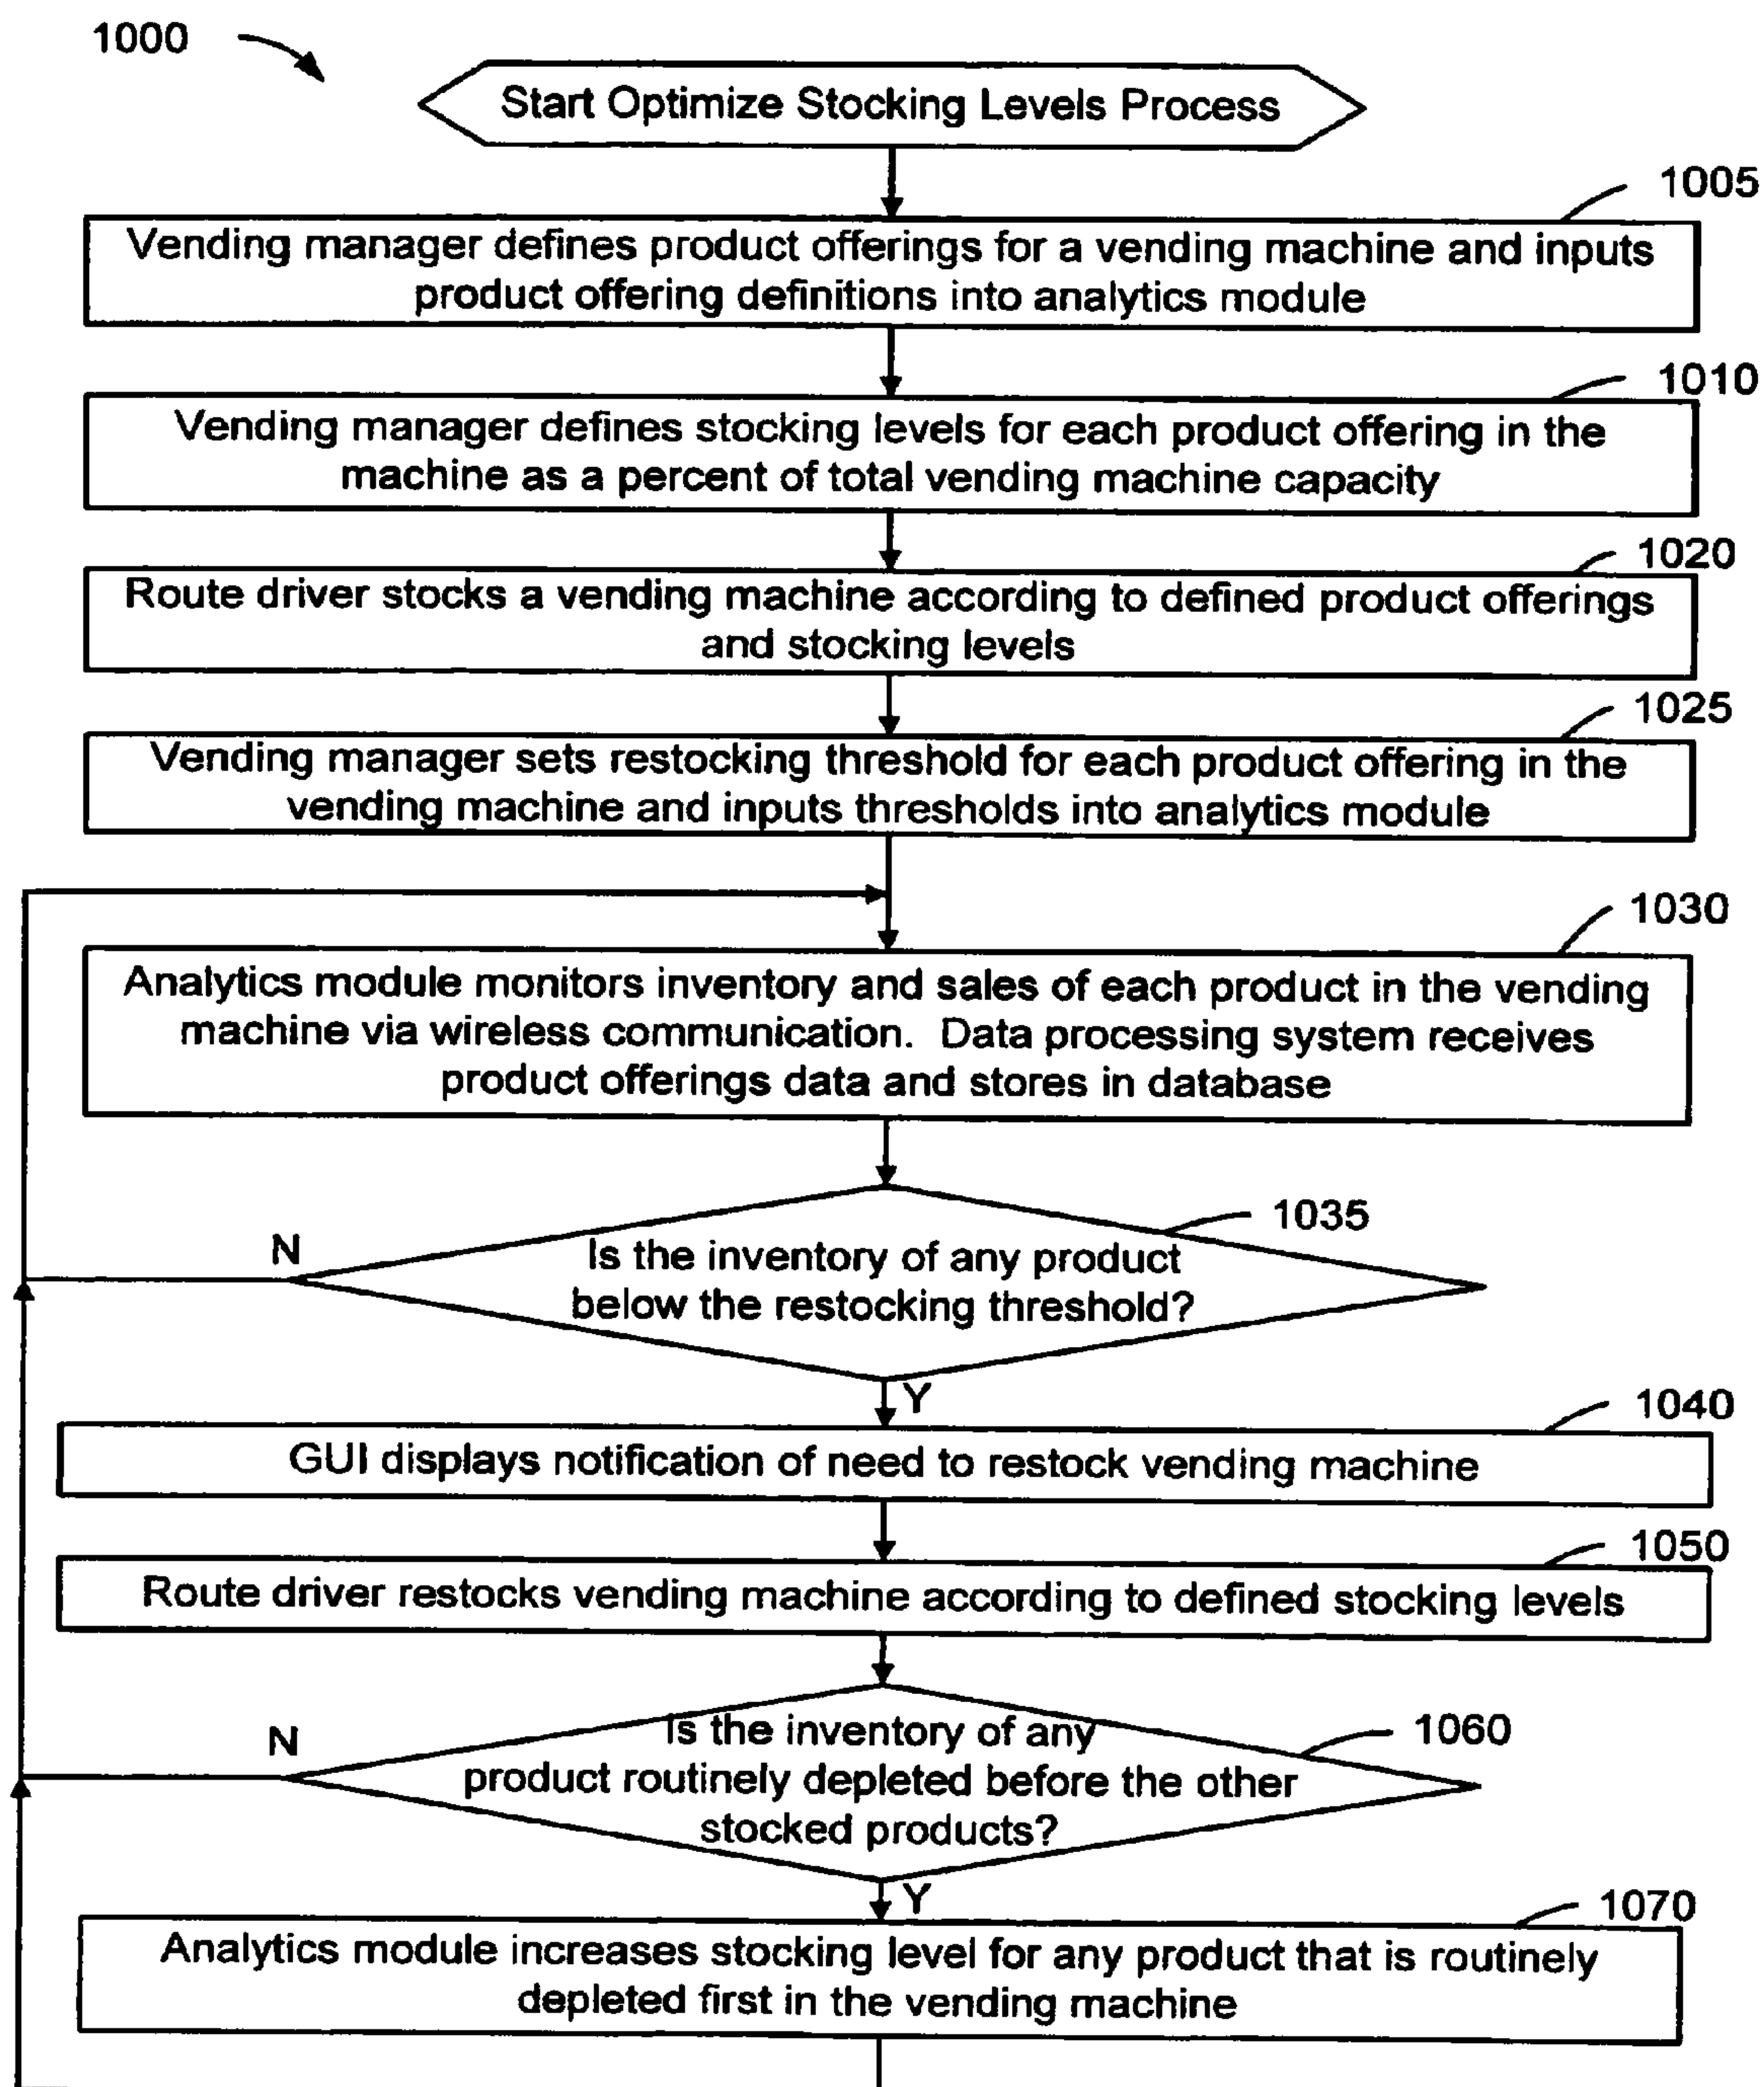 1000
Start Optimize Stocking Levels Process
1005
Vending manager defines product offerings for a vending machine and inputs
product offering definitions into analytics module
1010
Vending manager defines stocking levels for each product offering in the
machine as a percent of total vending machine capacity
1020
Route driver stocks a vending machine according to defined product offerings
and stocking levels
1025
Vending manager sets restocking threshold for each product offering in the
vending machine and inputs thresholds into analytics module
1030
Analytics module monitors inventory and sales of each product in the vending
machine via wireless communication. Data processing system receives
product offerings data and stores in database
1035
N
Is the inventory of any product
below the restocking threshold?
Y
1040
GUI displays notification of need to restock vending machine
1050
Route driver restocks vending machine according to defined stocking levels
1060
N
Is the inventory of any
product routinely depleted before the other
stocked products?
Y
1070
Analytics module increases stocking level for any product that is routinely
depleted first in the vending machine